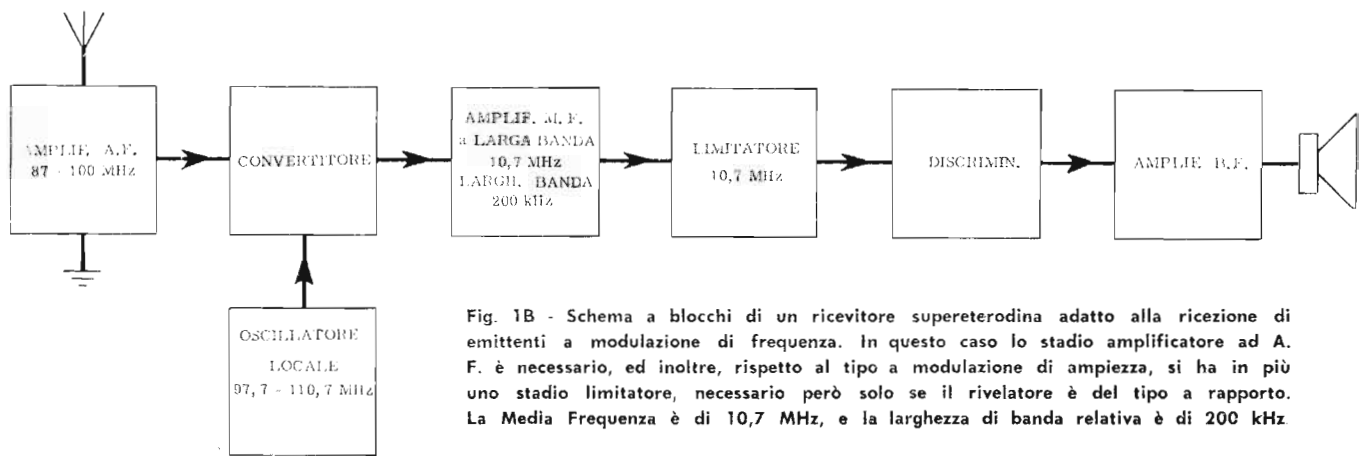 AMPLIF. A.F.
87 - 100 MHz
CONVERTITORE
AMPLIF. M.F.
a LARGA BANDA
10,7 MHz
LARGH. BANDA
200 kHz
LIMITATORE
10,7 MHz
DISCRIMIN.
AMPLIF B.F.
OSCILLATORE
LOCALE
97,7 - 110,7 MHz
Fig. 1B - Schema a blocchi di un ricevitore supereterodina adatto alla ricezione di
emittenti a modulazione di frequenza. In questo caso lo stadio amplificatore ad A.
F. è necessario, ed inoltre, rispetto al tipo a modulazione di ampiezza, si ha in più
uno stadio limitatore, necessario però solo se il rivelatore è del tipo a rapporto.
La Media Frequenza è di 10,7 MHz, e la larghezza di banda relativa è di 200 kHz.